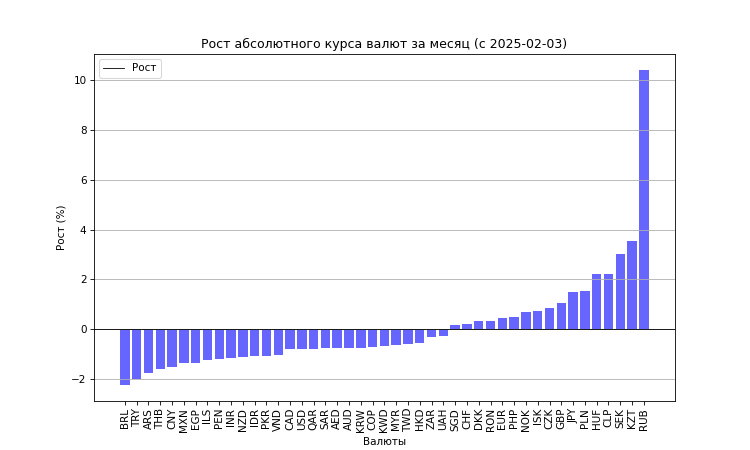 Рост абсолютного курса валют за месяц (с 2025-02-03)
Рост
10
8
6
4
2
0
−2
Рост (%)
BRL TRY ARS THB CNY MXN EGP ILS PEN INR NZD IDR PKR VND CAD USD QAR SAR AED AUD KRW COP KWD MYR TWD HKD ZAR UAH SGD CHF DKK RON EUR PHP NOK ISK CZK GBP JPY PLN HUF CLP SEK KZT RUB
Валюты